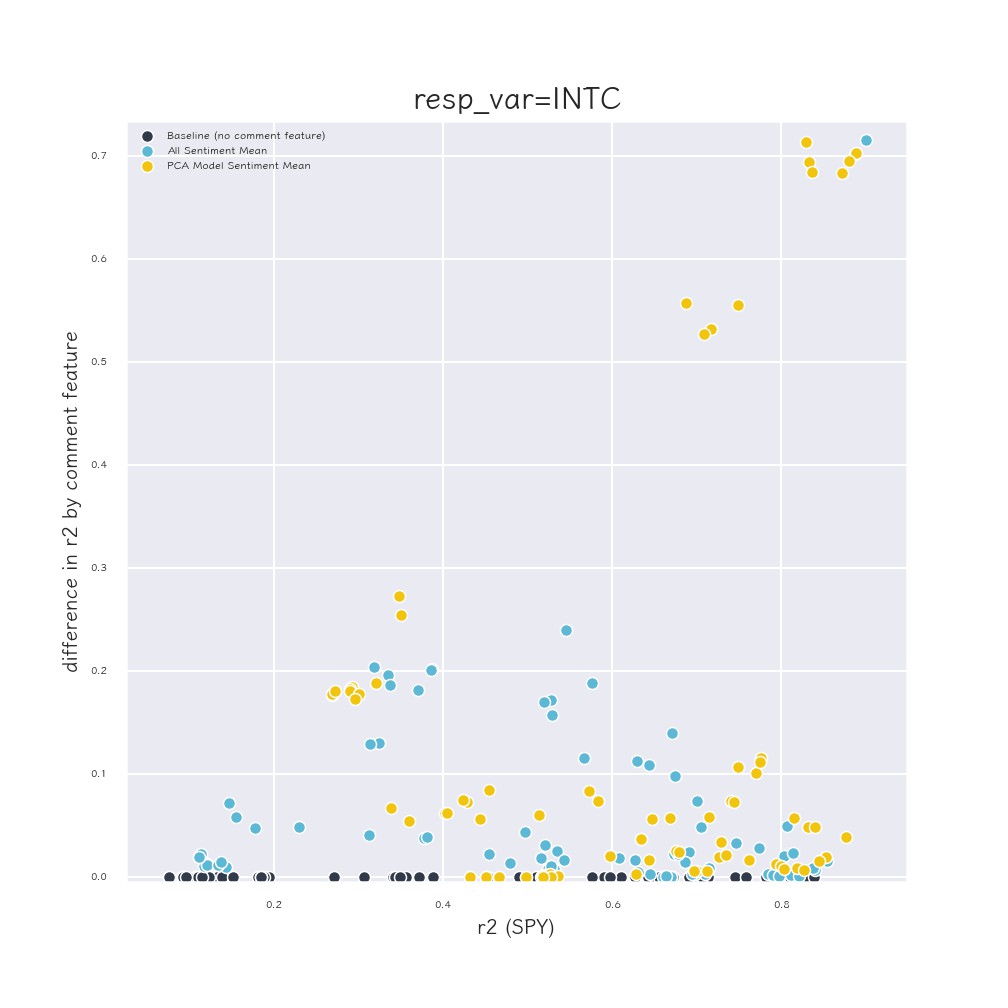 resp_var=INTC
Baseline (no comment feature)
All Sentiment Mean
PCA Model Sentiment Mean
0.7
0.6
0.5
0.4
0.3
0.2
0.1
0.0
difference in r2 by comment feature
0.2 0.4 0.6 0.8
r2 (SPY)